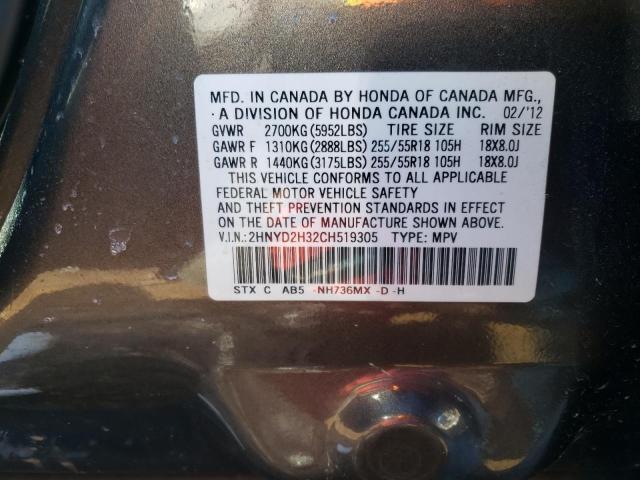 MFD. IN CANADA BY HONDA OF CANADA MFG.,
A DIVISION OF HONDA CANADA INC. 02/'12
GVWR 2700KG(5952LBS) TIRE SIZE RIM SIZE
GAWR F 1310KG(2888LBS) 255/55R18 105H 18X8.0J
GAWR R 1440KG(3175LBS) 255/55R18 105H 18X8.0J
THIS VEHICLE CONFORMS TO ALL APPLICABLE
FEDERAL MOTOR VEHICLE SAFETY
AND THEFT PREVENTION STANDARDS IN EFFECT
ON THE DATE OF MANUFACTURE SHOWN ABOVE.
V.I.N.:2HNYD2H32CH519305 TYPE: MPV
STX C AB5 -NH736MX -D -H